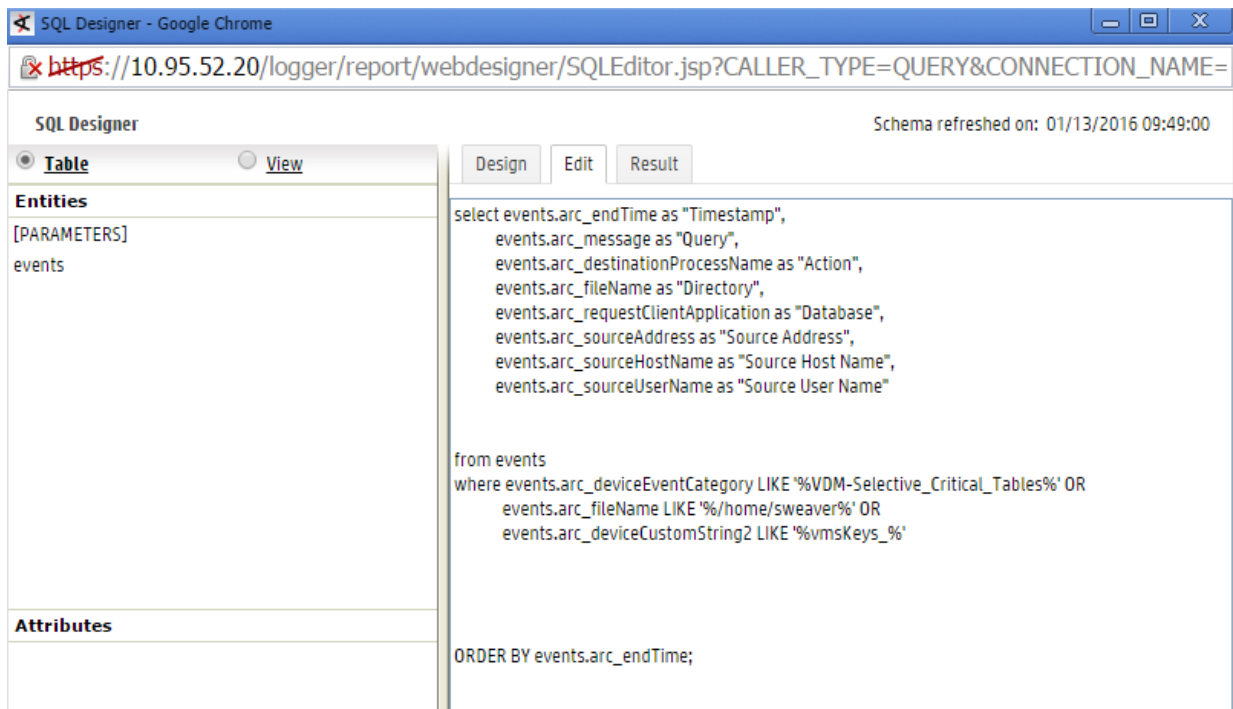 SQL Designer - Google Chrome
https://10.95.52.20/logger/report/webdesigner/SQLEditor.jsp?CALLER_TYPE=QUERY&CONNECTION_NAME=
SQL Designer
Schema refreshed on: 01/13/2016 09:49:00
Table
View
Design
Edit
Result
Entities
[PARAMETERS]
events
Attributes
select events.arc_endTime as "Timestamp",
events.arc_message as "Query",
events.arc_destinationProcessName as "Action",
events.arc_fileName as "Directory",
events.arc_requestClientApplication as "Database",
events.arc_sourceAddress as "Source Address",
events.arc_sourceHostName as "Source Host Name",
events.arc_sourceUserName as "Source User Name"
from events
where events.arc_deviceEventCategory LIKE '%VDM-Selective_Critical_Tables%' OR
events.arc_fileName LIKE '%/home/sweaver%' OR
events.arc_deviceCustomString2 LIKE '%vmsKeys_%'
ORDER BY events.arc_endTime;